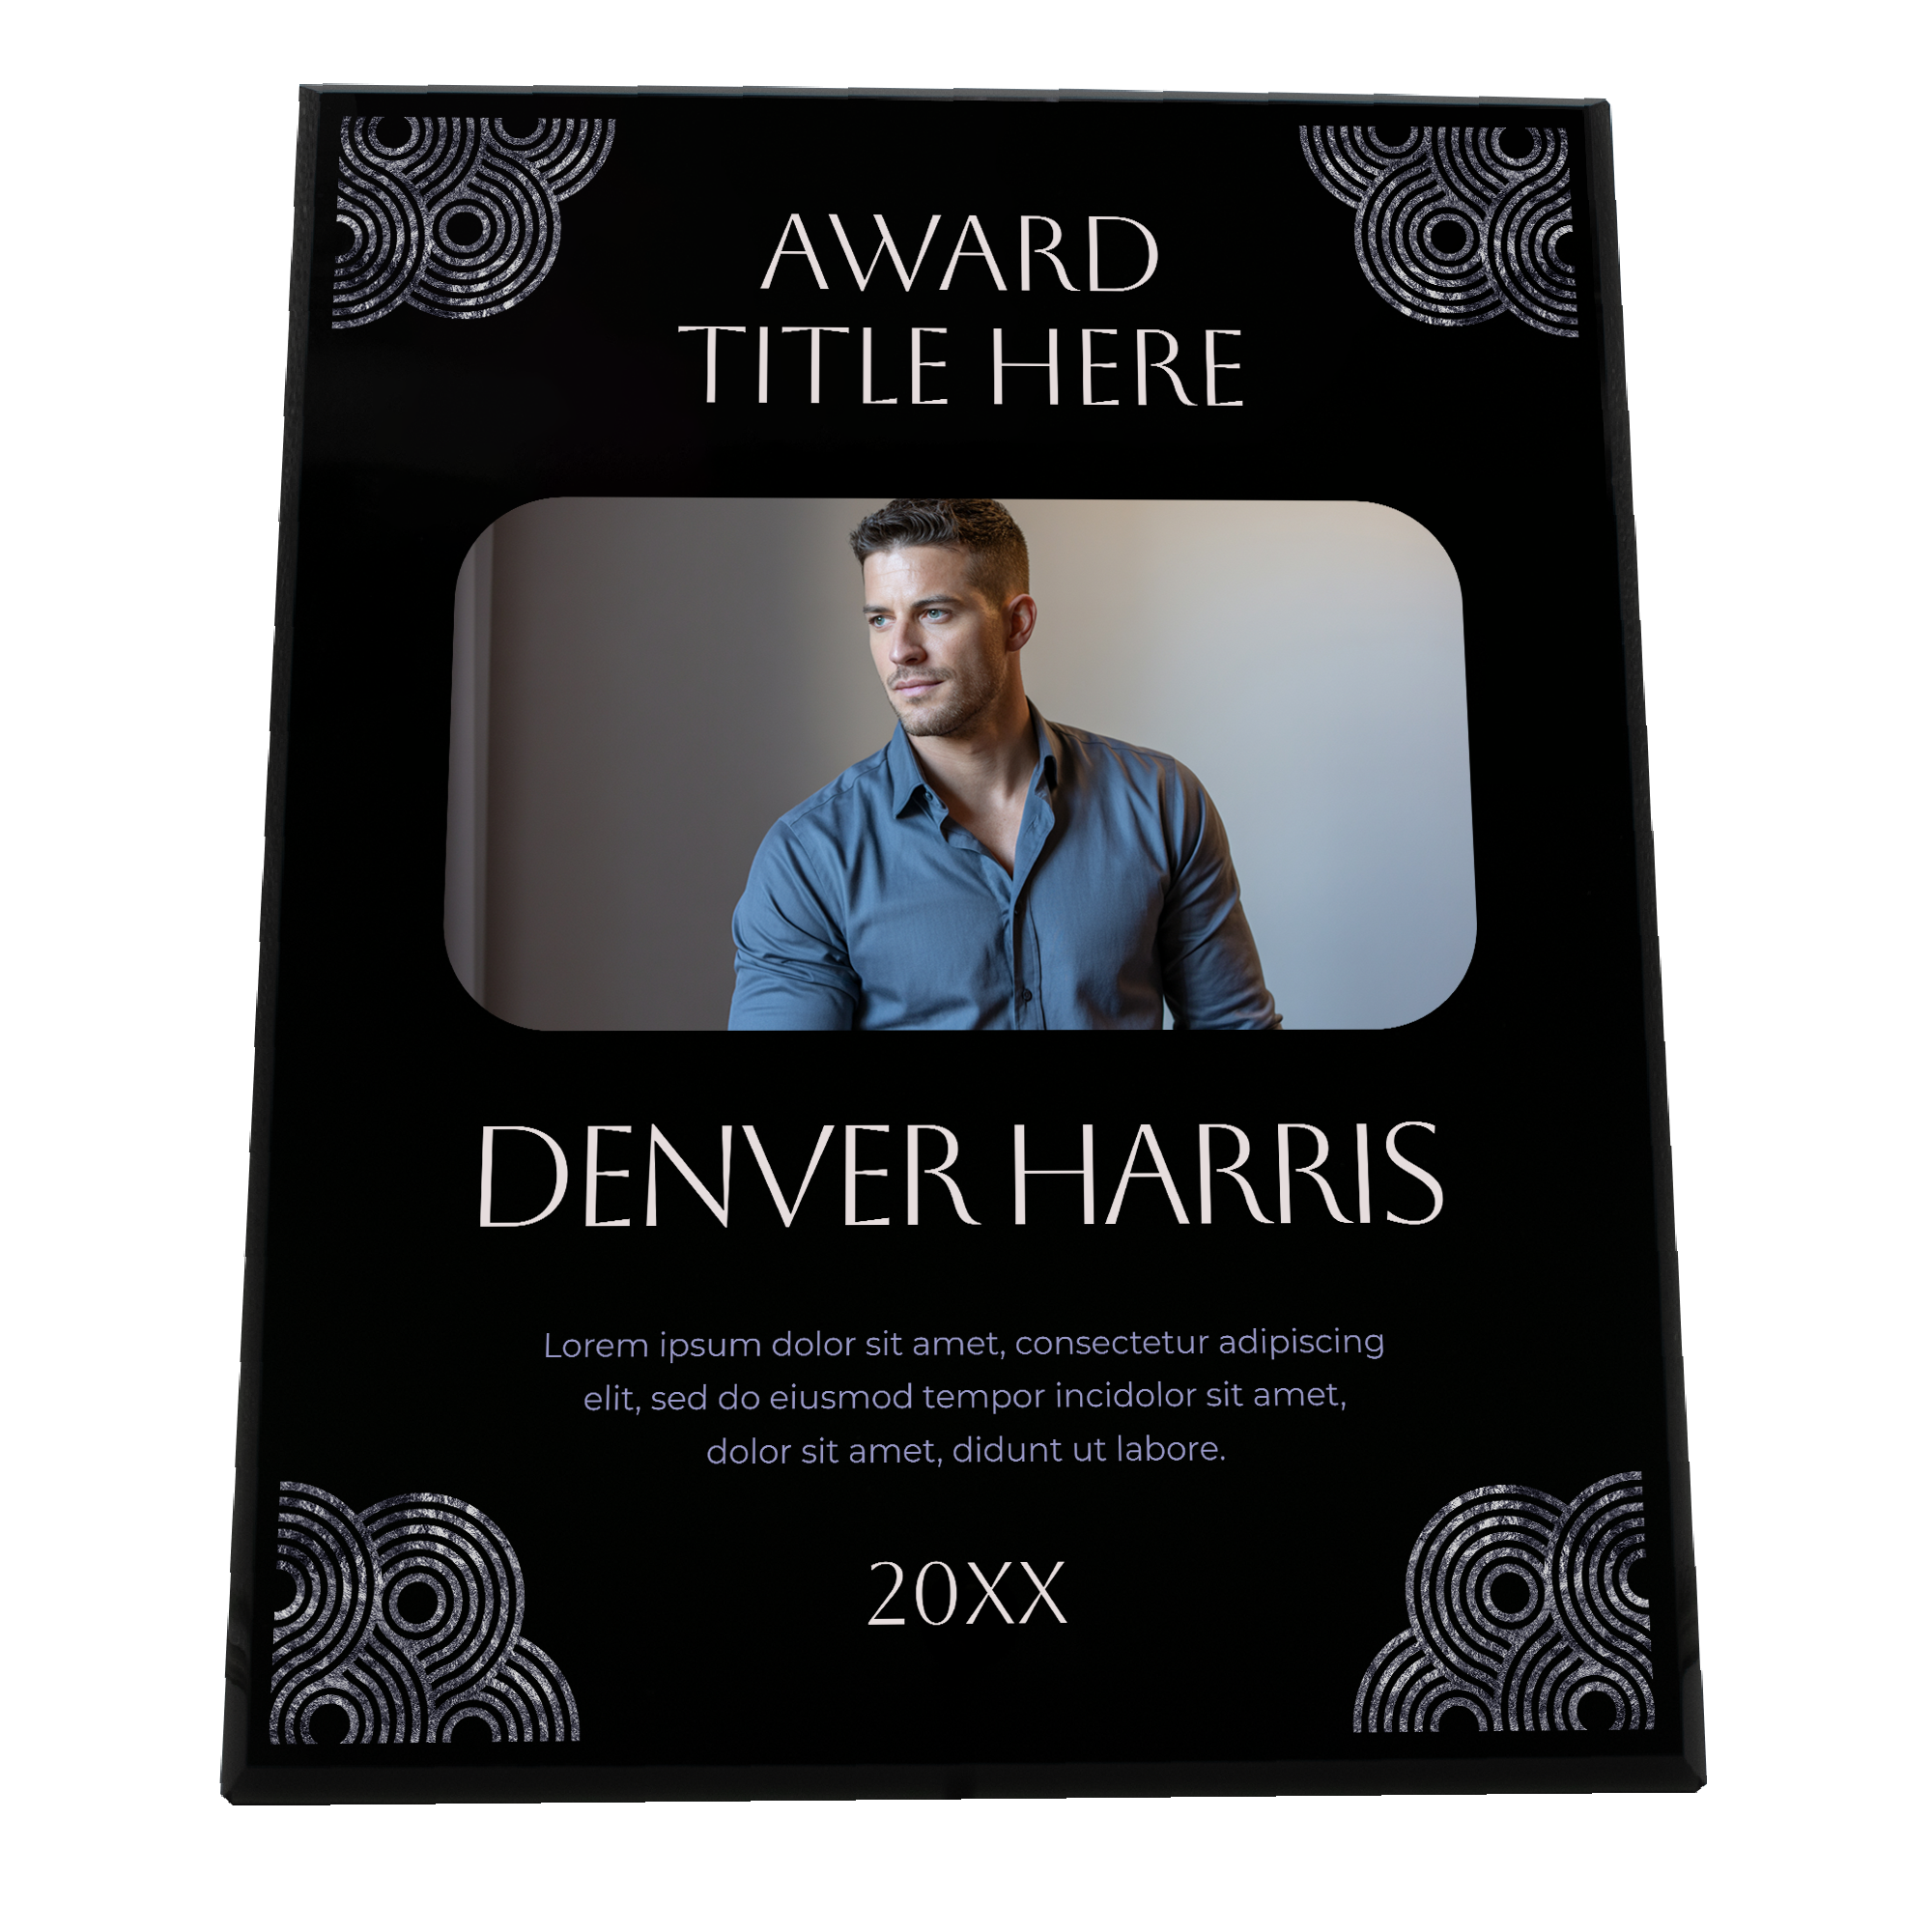 AWARD
TITLE HERE
DENVER HARRIS
Lorem ipsum dolor sit amet, consectetur adipiscing
elit, sed do eiusmod tempor incidolor sit amet,
dolor sit amet, didunt ut labore.
20XX